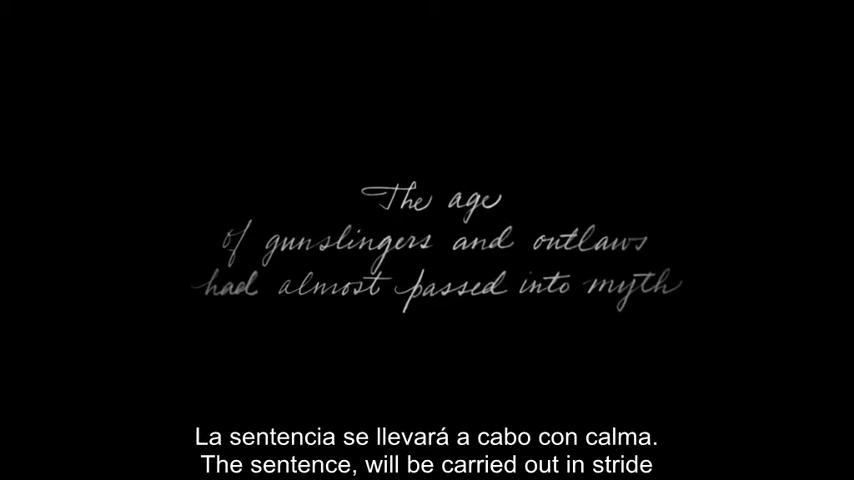 The age
of gunslingers and outlaws
had almost passed into myth
La sentencia se llevará a cabo con calma.
The sentence, will be carried out in stride